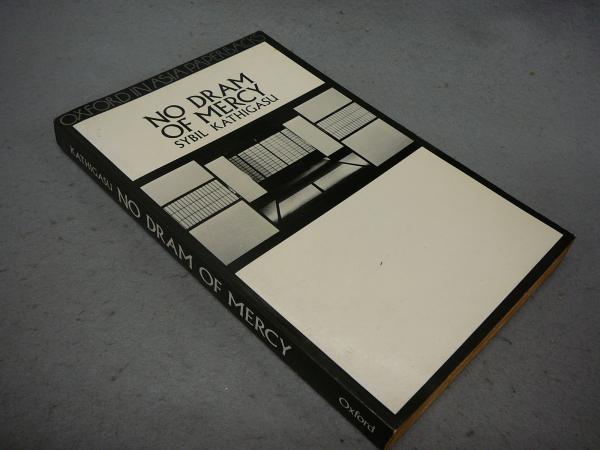 OXFORD IN ASIA PAPERBACKS
NO DRAM
OF MERCY
SYBIL KATHIGASU
KATHIGASU NO DRAM OF MERCY Oxford